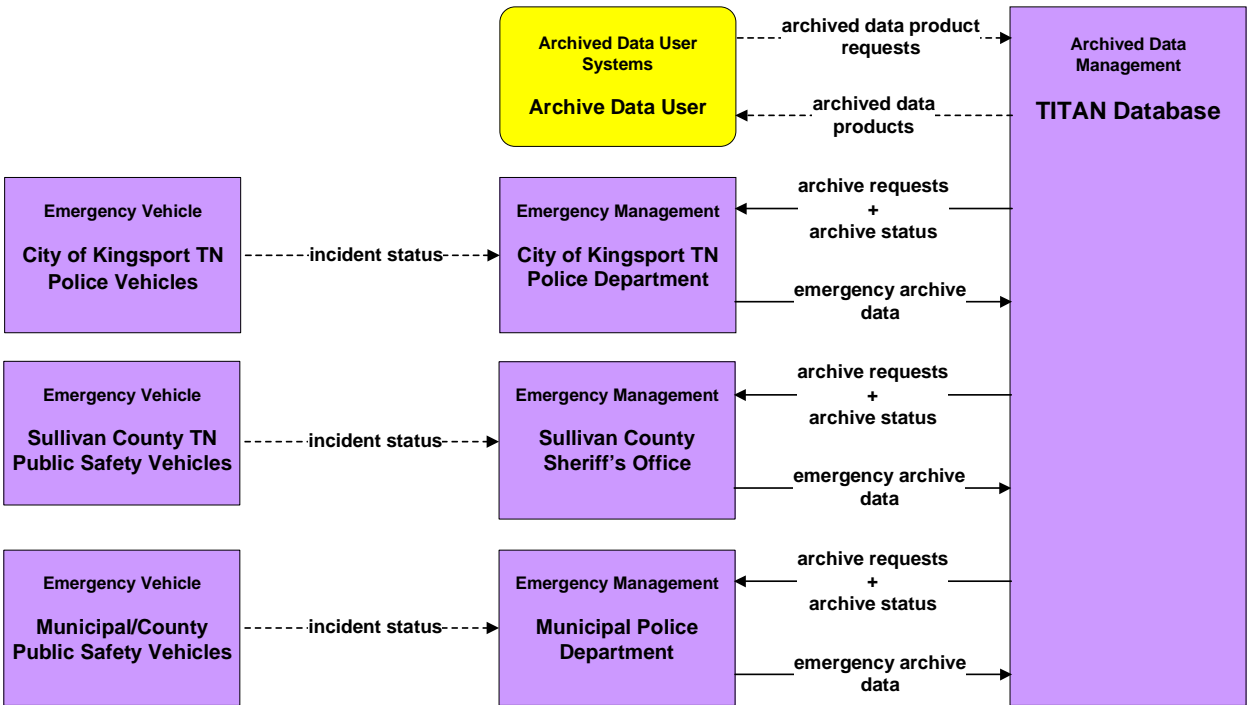 Archived Data User
Systems
Archive Data User
archived data product
requests
archived data
products
Archived Data
Management
TITAN Database
Emergency Vehicle
City of Kingsport TN
Police Vehicles
incident status
Emergency Management
City of Kingsport TN
Police Department
archive requests
+
archive status
emergency archive
data
Emergency Vehicle
Sullivan County TN
Public Safety Vehicles
incident status
Emergency Management
Sullivan County
Sheriff's Office
archive requests
+
archive status
emergency archive
data
Emergency Vehicle
Municipal/County
Public Safety Vehicles
incident status
Emergency Management
Municipal Police
Department
archive requests
+
archive status
emergency archive
data